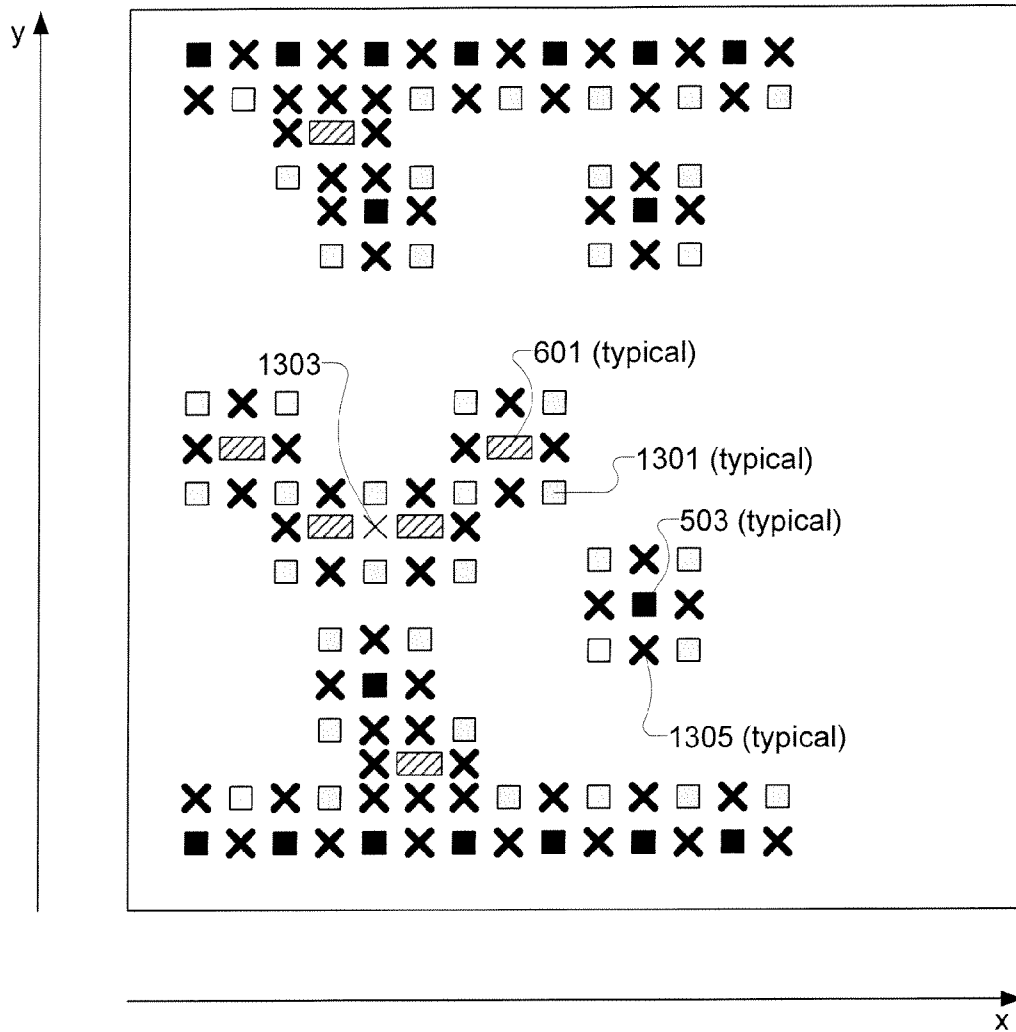 y
1303
601 (typical)
1301 (typical)
503 (typical)
1305 (typical)
x